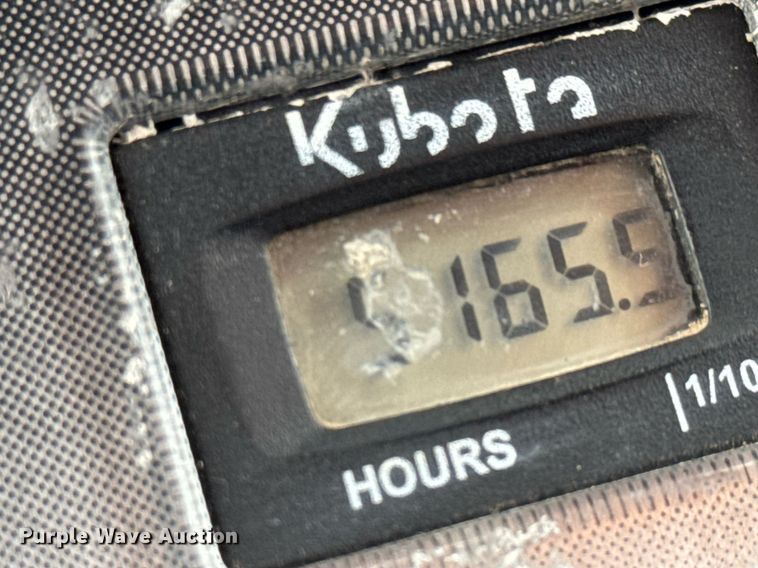 Kubota
165.5
1/10
HOURS
Purple Wave Auction